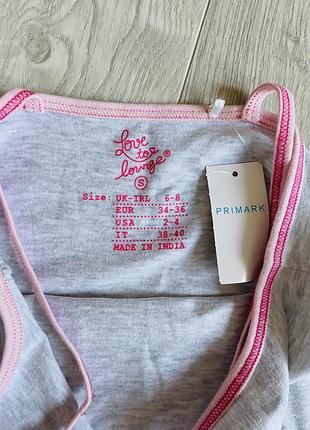 Love
to
lounge®
S
Size: UK-IRL 6-8
EUR 34-36
USA 2-4
IT 38-40
MADE IN INDIA
PRIMARK